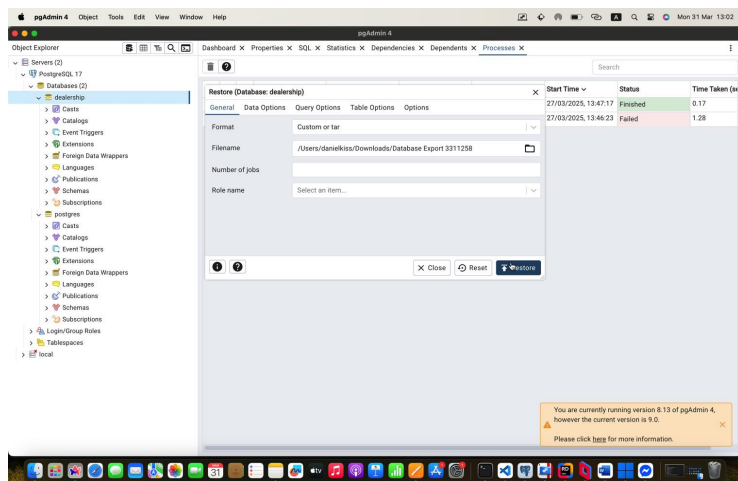 pgAdmin 4 Object Tools Edit View Window Help Mon 31 Mar 13:02
pgAdmin 4
Object Explorer
Dashboard Properties SQL Statistics Dependencies Dependents Processes
Servers (2)
PostgreSQL 17
Databases (2)
dealership
Casts
Catalogs
Event Triggers
Extensions
Foreign Data Wrappers
Languages
Publications
Schemas
Subscriptions
postgres
Casts
Catalogs
Event Triggers
Extensions
Foreign Data Wrappers
Languages
Publications
Schemas
Subscriptions
Login/Group Roles
Tablespaces
local
Search
Start Time Status Time Taken (se
27/03/2025, 13:47:17 Finished 0.17
27/03/2025, 13:46:23 Failed 1.28
Restore (Database: dealership)
General Data Options Query Options Table Options Options
Format Custom or tar
Filename /Users/danielkiss/Downloads/Database Export 3311258
Number of jobs
Role name Select an item...
Close Reset Restore
You are currently running version 8.13 of pgAdmin 4,
however the current version is 9.0.
Please click here for more information.
31
tv